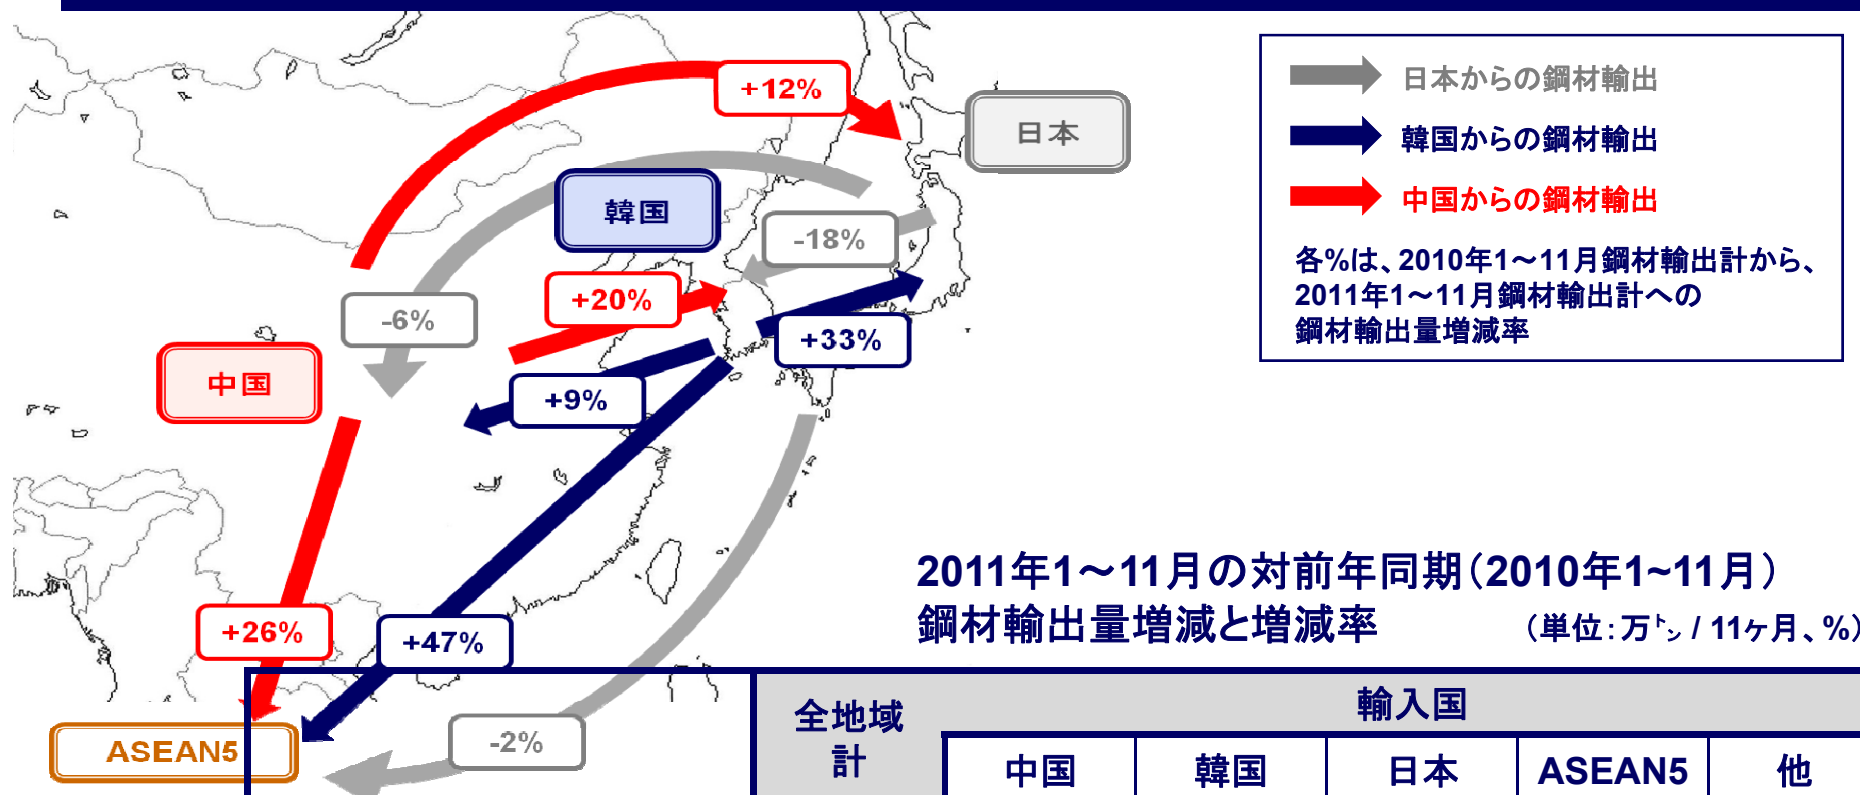 +12%
日本
韓国
-18%
+20%
-6%
+33%
中国
+9%
+26%
+47%
ASEAN5
-2%
日本からの鋼材輸出
韓国からの鋼材輸出
中国からの鋼材輸出
各%は、2010年1～11月鋼材輸出計から、
2011年1～11月鋼材輸出計への
鋼材輸出量増減率
2011年1～11月の対前年同期（2010年1~11月）
鋼材輸出量増減と増減率 （単位：万㌧ / 11ヶ月、%）
全地域
計
輸入国
中国 韓国 日本 ASEAN5 他